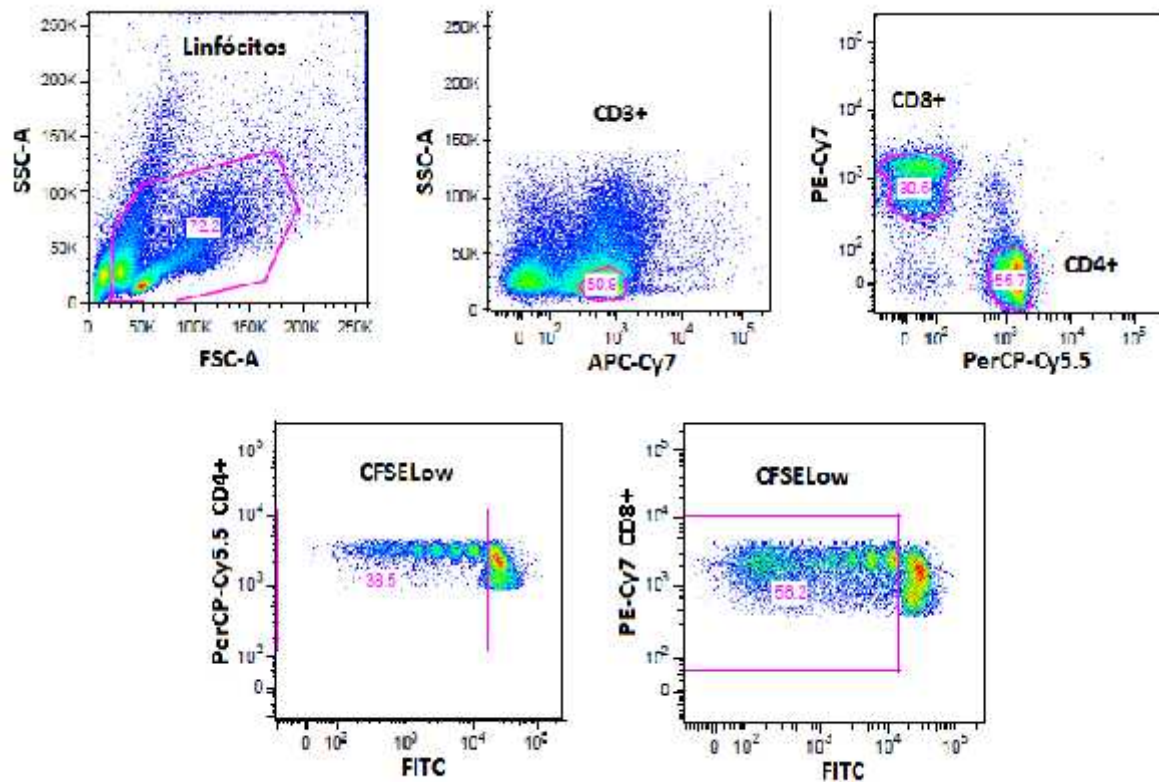 250K
200K
150K
100K
50K
0
SSC-A
Linfócitos
72.2
0 50K 100K 150K 200K 250K
FSC-A
250K
200K
150K
100K
50K
0
SSC-A
CD3+
50.9
0 10² 10³ 10⁴ 10⁵
APC-Cy7
10⁵
10⁴
10³
10²
0
PE-Cy7
CD8+
30.6
CD4+
56.7
0 10² 10³ 10⁴ 10⁵
PerCP-Cy5.5
10⁵
10⁴
10³
10²
0
PerCP-Cy5.5 CD4+
CFSELow
38.5
0 10² 10³ 10⁴ 10⁵
FITC
10⁵
10⁴
10³
10²
0
PE-Cy7 CD8+
CFSELow
0 10² 10³ 10⁴ 10⁵
FITC